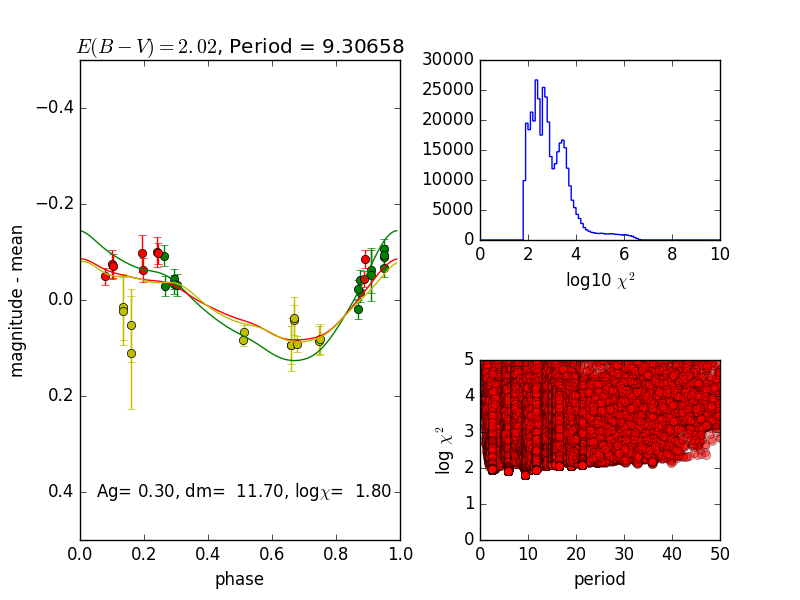 E(B − V) = 2.02, Period = 9.30658
magnitude - mean
−0.4
−0.2
0.0
0.2
0.4
Ag= 0.30, dm= 11.70, logχ= 1.80
0.0 0.2 0.4 0.6 0.8 1.0
phase
30000
25000
20000
15000
10000
5000
0
0 2 4 6 8 10
log10 χ²
log χ²
5
4
3
2
1
0
0 10 20 30 40 50
period